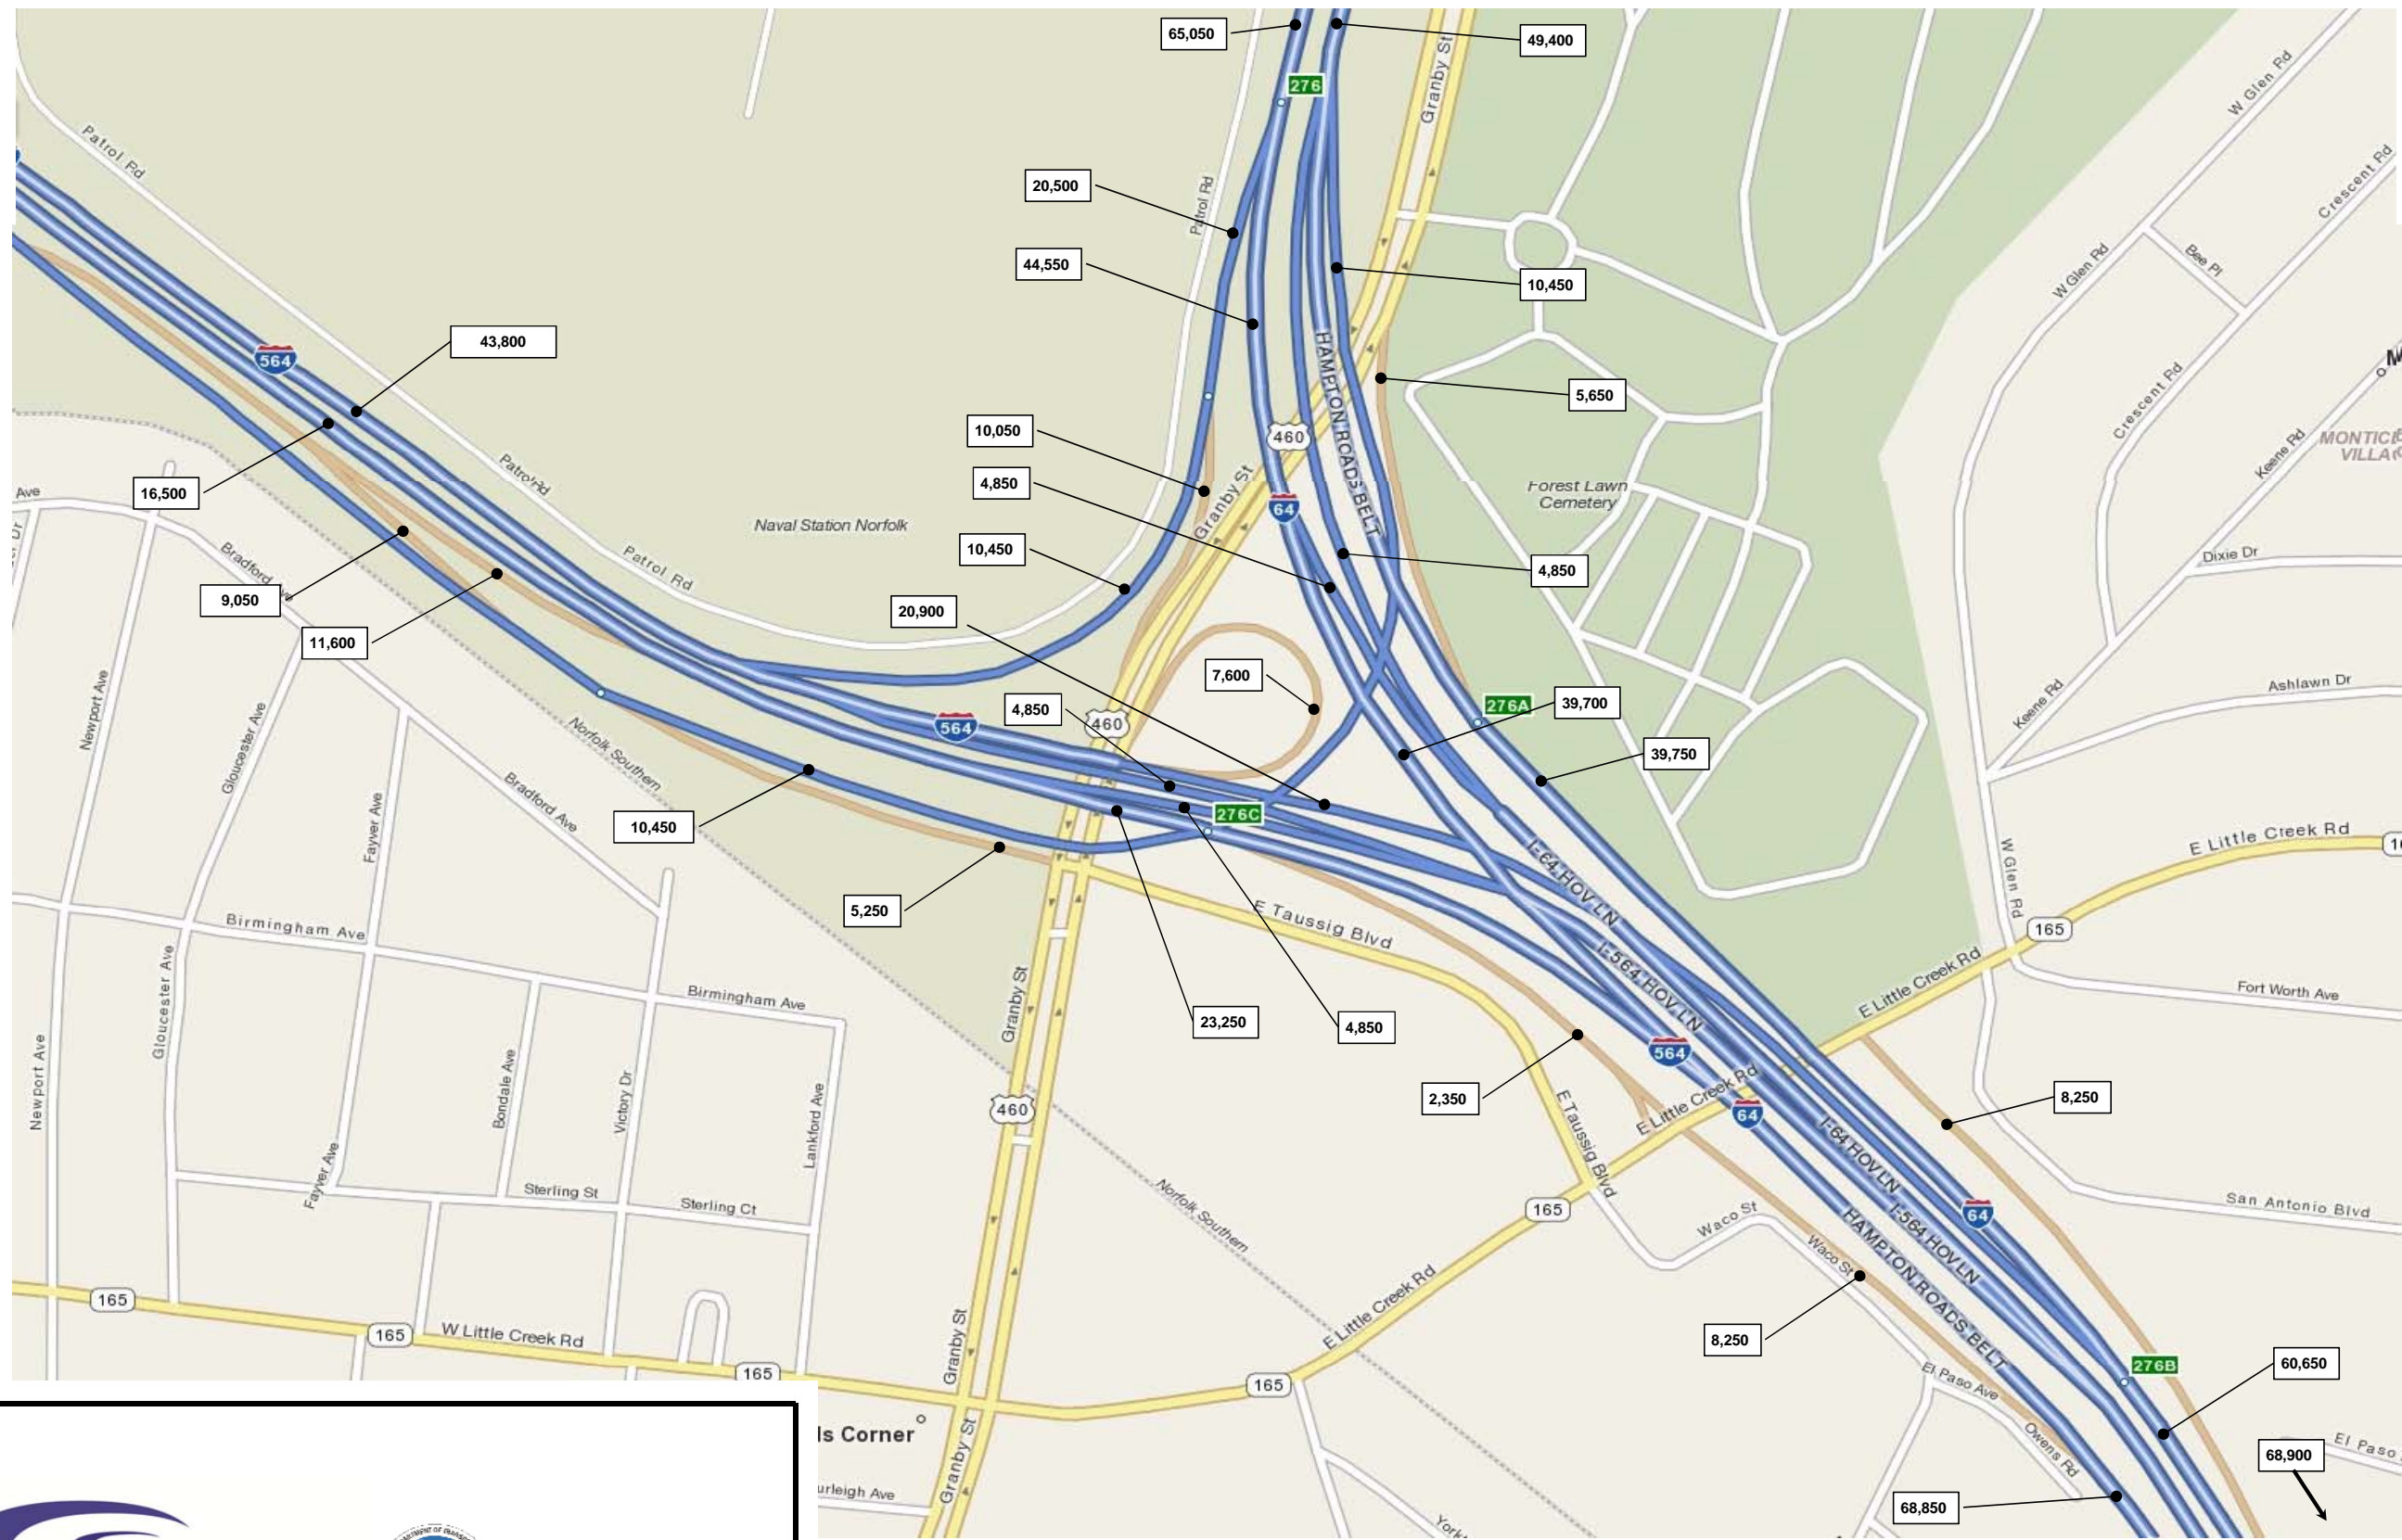 65,050
49,400
276
Granby St
W Glen Rd
Crescent Rd
Patrol Rd
20,500
Patrol Rd
44,550
10,450
W Glen Rd
Bee Pl
43,800
564
HAMPTON ROADS BELT
5,650
Crescent Rd
10,050
460
Keene Rd
16,500
Patrol Rd
4,850
Granby St
64
Forest Lawn
Cemetery
Ave
Naval Station Norfolk
10,450
4,850
Dixie Dr
Bradford
Patrol Rd
9,050
20,900
11,600
7,600
276A
39,700
Ashlawn Dr
Newport Ave
Gloucester Ave
4,850
460
564
39,750
Keene Rd
Norfolk Southern
Bradford Ave
10,450
276C
Fayver Ave
E Little Creek Rd
I-64 HOV LN
W Glen Rd
5,250
E Taussig Blvd
165
Birmingham Ave
I-564 HOV LN
E Little Creek Rd
Gloucester Ave
Granby St
Birmingham Ave
23,250
4,850
Fort Worth Ave
564
Newport Ave
Bondale Ave
Victory Dr
Lankford Ave
460
2,350
E Little Creek Rd
64
8,250
E Taussig Blvd
I-64 HOV LN
Fayver Ave
Sterling St
Sterling Ct
Norfolk Southern
165
Waco St
San Antonio Blvd
64
I-564 HOV LN
HAMPTON ROADS BELT
Waco St
165
165
W Little Creek Rd
Granby St
E Little Creek Rd
8,250
276B
60,650
165
165
El Paso Ave
ls Corner
Granby St
Owens Rd
68,900
El Paso
urleigh Ave
68,850